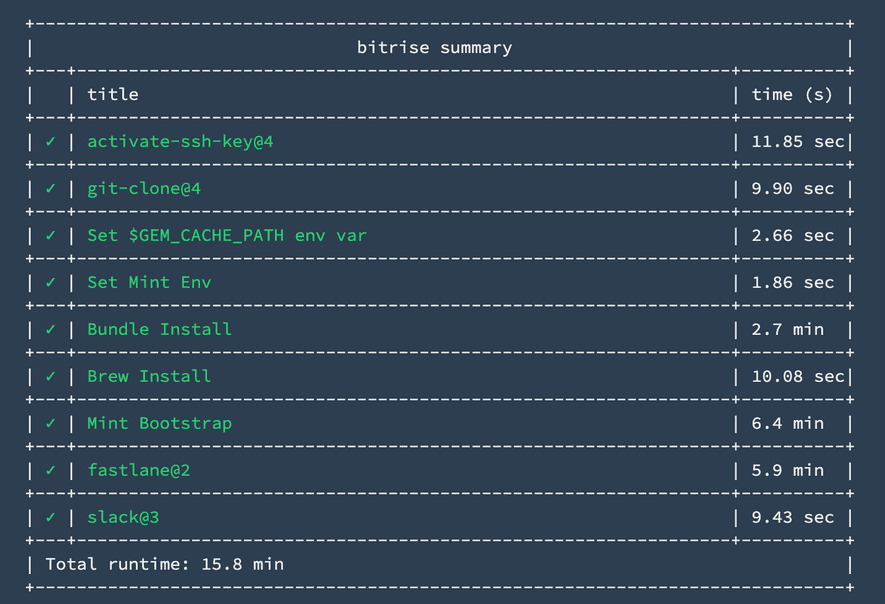 bitrise summary
title | time (s)
✓ | activate-ssh-key@4 | 11.85 sec
✓ | git-clone@4 | 9.90 sec
✓ | Set $GEM_CACHE_PATH env var | 2.66 sec
✓ | Set Mint Env | 1.86 sec
✓ | Bundle Install | 2.7 min
✓ | Brew Install | 10.08 sec
✓ | Mint Bootstrap | 6.4 min
✓ | fastlane@2 | 5.9 min
✓ | slack@3 | 9.43 sec
Total runtime: 15.8 min